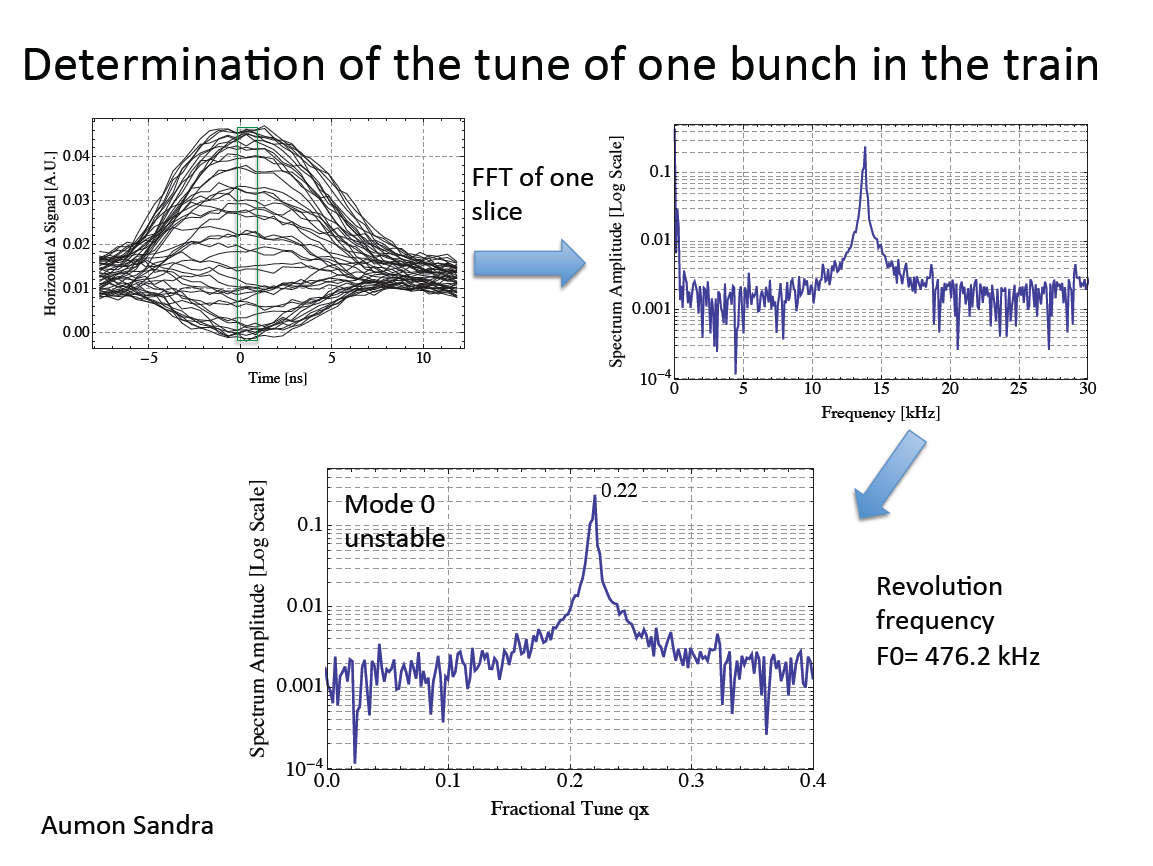 Determination of the tune of one bunch in the train
Horizontal Δ Signal [A.U.]
0.04
0.03
0.02
0.01
0.00
−5
0
5
10
Time [ns]
FFT of one
slice
Spectrum Amplitude [Log Scale]
0.1
0.01
0.001
10⁻⁴
0
5
10
15
20
25
30
Frequency [kHz]
Spectrum Amplitude [Log Scale]
0.1
0.01
0.001
10⁻⁴
Mode 0
unstable
0.22
0.0
0.1
0.2
0.3
0.4
Fractional Tune qx
Revolution
frequency
F0= 476.2 kHz
Aumon Sandra